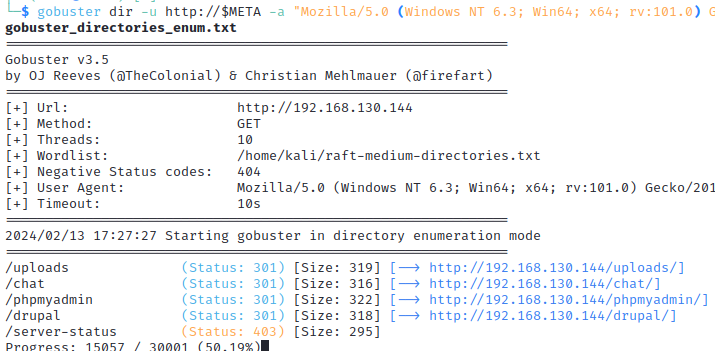 └─$ gobuster dir -u http://$META -a "Mozilla/5.0 (Windows NT 6.3; Win64; x64; rv:101.0) G
gobuster_directories_enum.txt
===============================================================
Gobuster v3.5
by OJ Reeves (@TheColonial) & Christian Mehlmauer (@firefart)
===============================================================
[+] Url:                     http://192.168.130.144
[+] Method:                  GET
[+] Threads:                 10
[+] Wordlist:                /home/kali/raft-medium-directories.txt
[+] Negative Status codes:   404
[+] User Agent:              Mozilla/5.0 (Windows NT 6.3; Win64; x64; rv:101.0) Gecko/201
[+] Timeout:                 10s
===============================================================
2024/02/13 17:27:27 Starting gobuster in directory enumeration mode
===============================================================
/uploads              (Status: 301) [Size: 319] [--> http://192.168.130.144/uploads/]
/chat                 (Status: 301) [Size: 316] [--> http://192.168.130.144/chat/]
/phpmyadmin           (Status: 301) [Size: 322] [--> http://192.168.130.144/phpmyadmin/]
/drupal               (Status: 301) [Size: 318] [--> http://192.168.130.144/drupal/]
/server-status        (Status: 403) [Size: 295]
Progress: 15057 / 30001 (50.19%)